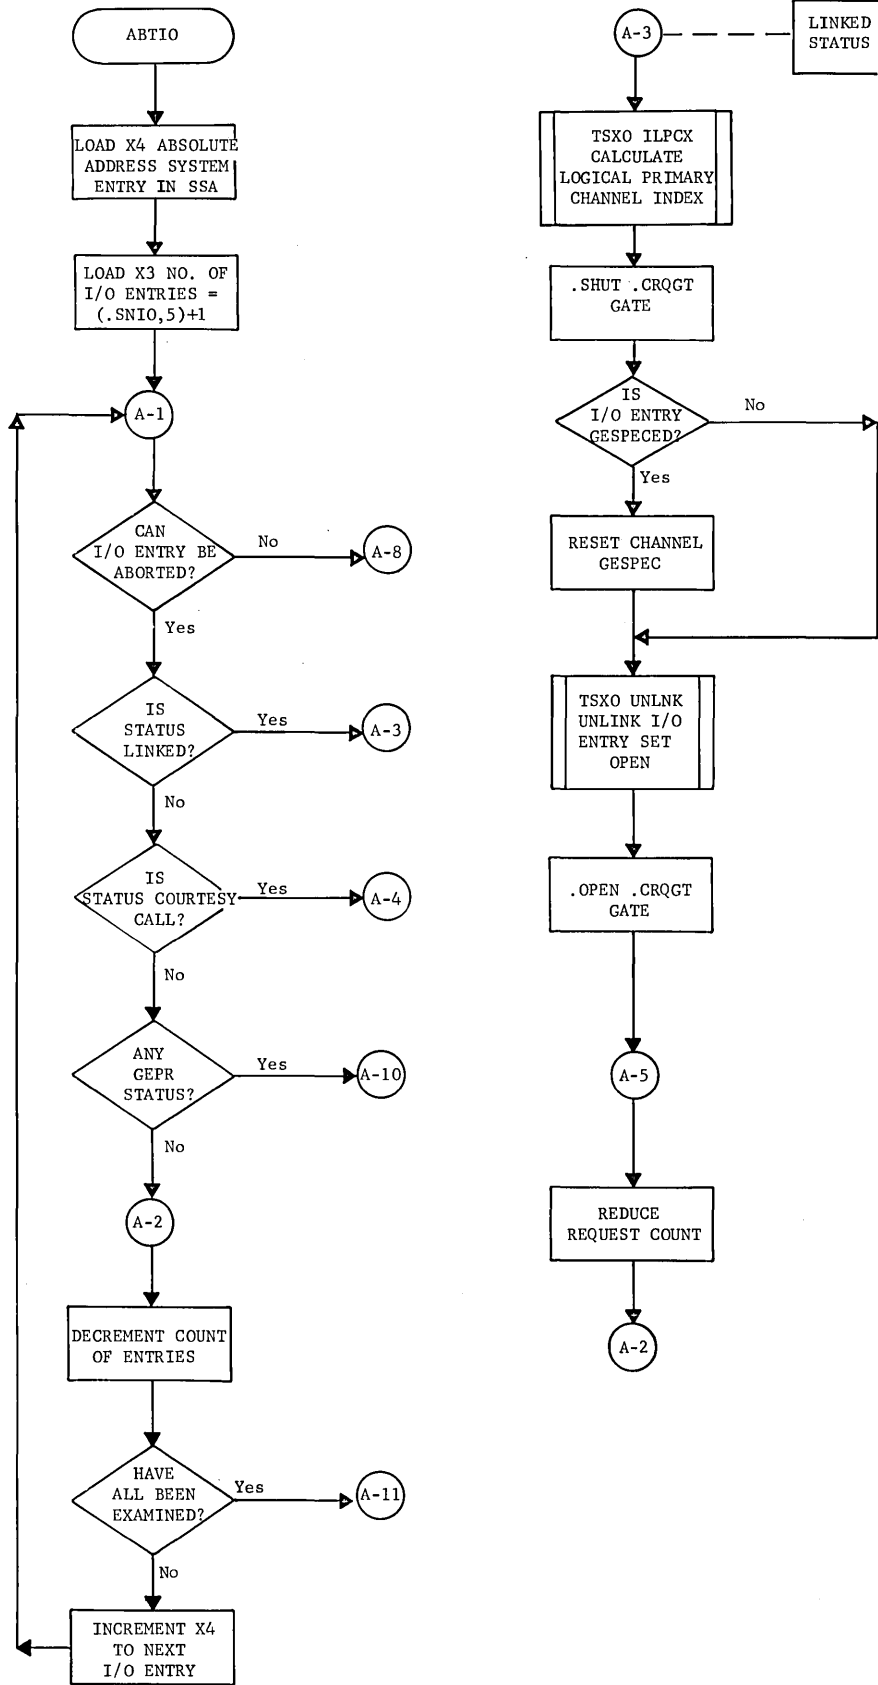 ABTIO
LOAD X4 ABSOLUTE
ADDRESS SYSTEM
ENTRY IN SSA
LOAD X3 NO. OF
I/O ENTRIES =
(.SNIO,5)+1
A-1
CAN
I/O ENTRY BE
ABORTED?
No
A-8
Yes
IS
STATUS
LINKED?
Yes
A-3
No
IS
STATUS COURTESY
CALL?
Yes
A-4
No
ANY
GEPR
STATUS?
Yes
A-10
No
A-2
DECREMENT COUNT
OF ENTRIES
HAVE
ALL BEEN
EXAMINED?
Yes
A-11
No
INCREMENT X4
TO NEXT
I/O ENTRY
A-3
LINKED
STATUS
TSXO ILPCX
CALCULATE
LOGICAL PRIMARY
CHANNEL INDEX
.SHUT .CRQGT
GATE
IS
I/O ENTRY
GESPECED?
No
Yes
RESET CHANNEL
GESPEC
TSXO UNLNK
UNLINK I/O
ENTRY SET
OPEN
.OPEN .CRQGT
GATE
A-5
REDUCE
REQUEST COUNT
A-2